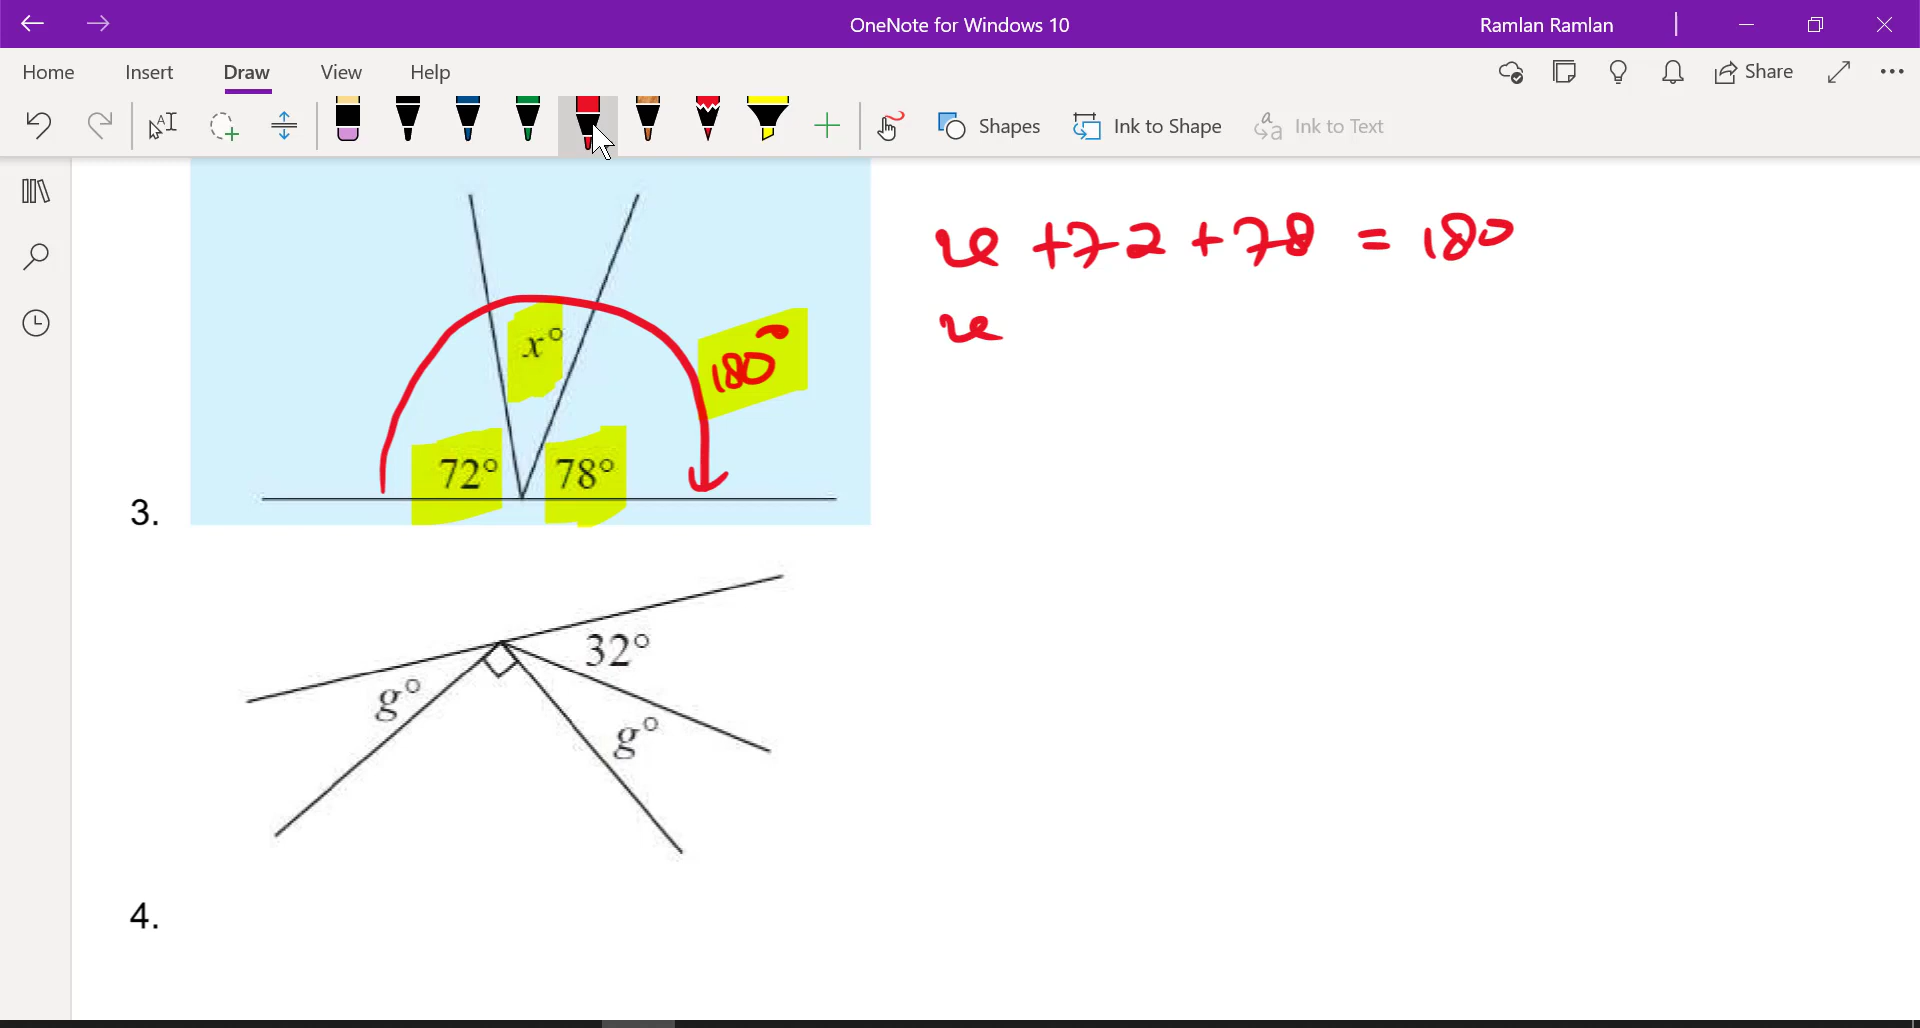 OneNote for Windows 10
Ramlan Ramlan
Home Insert Draw View Help
Share
Shapes Ink to Shape Ink to Text
x + 72 + 78 = 180
x
x°
180°
72° 78°
3.
32°
g°
g°
4.